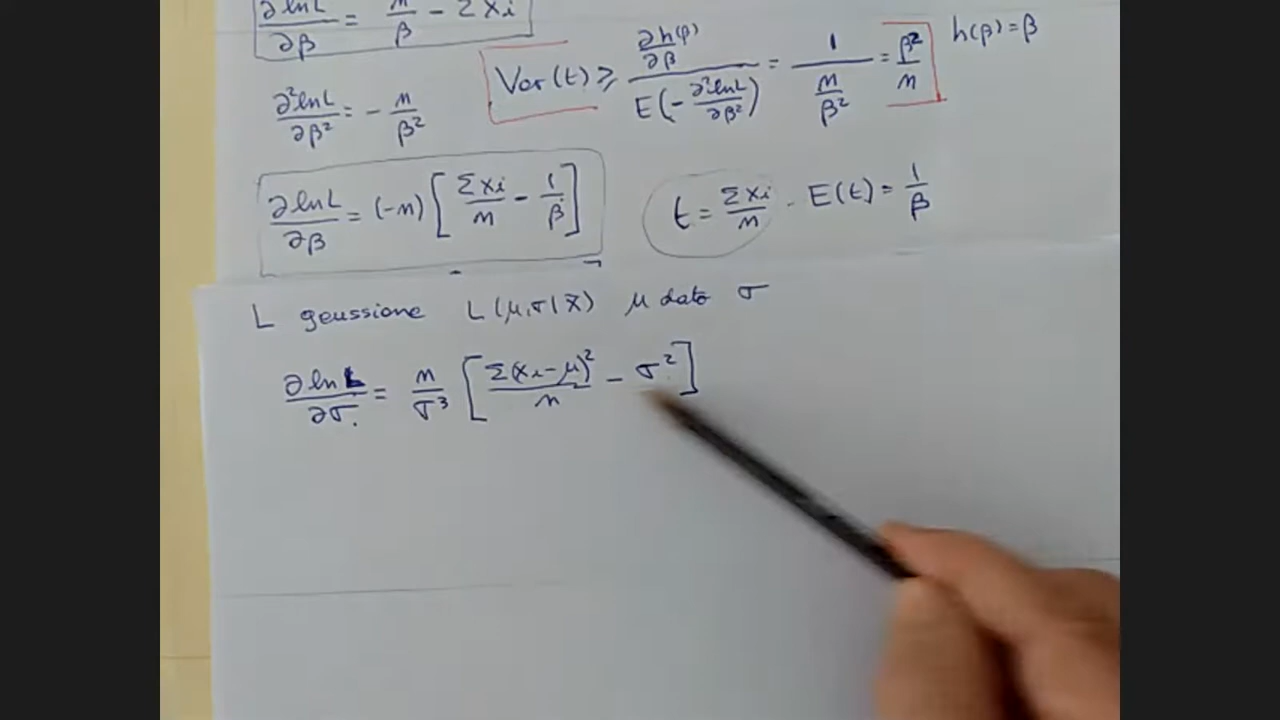 ∂lnL/∂β = n/β - Σxi
Var(t) ⩾ ∂h(β)/∂β / E(-∂²lnL/∂β²) = 1 / (n/β²) = β²/n h(β) = β
∂²lnL/∂β² = - n/β²
∂lnL/∂β = (-n) [Σxi/n - 1/β] t = Σxi/n . E(t) = 1/β
L geussione L(μ,σ|x̄) μ dato σ
∂lnL/∂σ = n/σ³ [Σ(xi-μ)²/n - σ²]